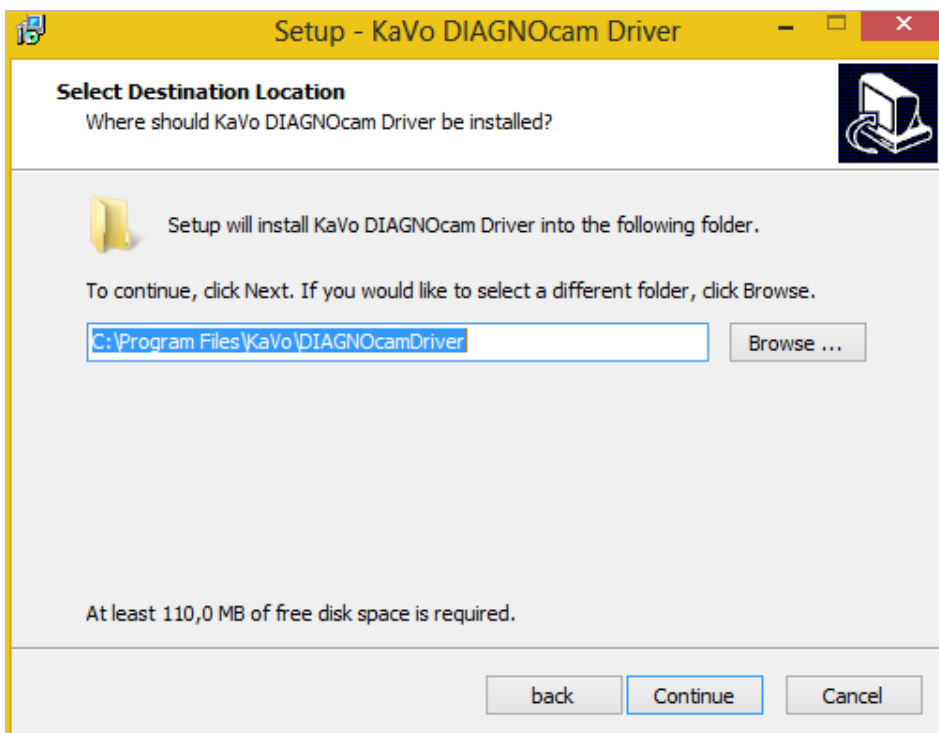 Setup - KaVo DIAGNOcam Driver
Select Destination Location
Where should KaVo DIAGNOcam Driver be installed?
Setup will install KaVo DIAGNOcam Driver into the following folder.
To continue, click Next. If you would like to select a different folder, click Browse.
C:\Program Files\KaVo\DIAGNOcamDriver
Browse ...
At least 110,0 MB of free disk space is required.
back
Continue
Cancel